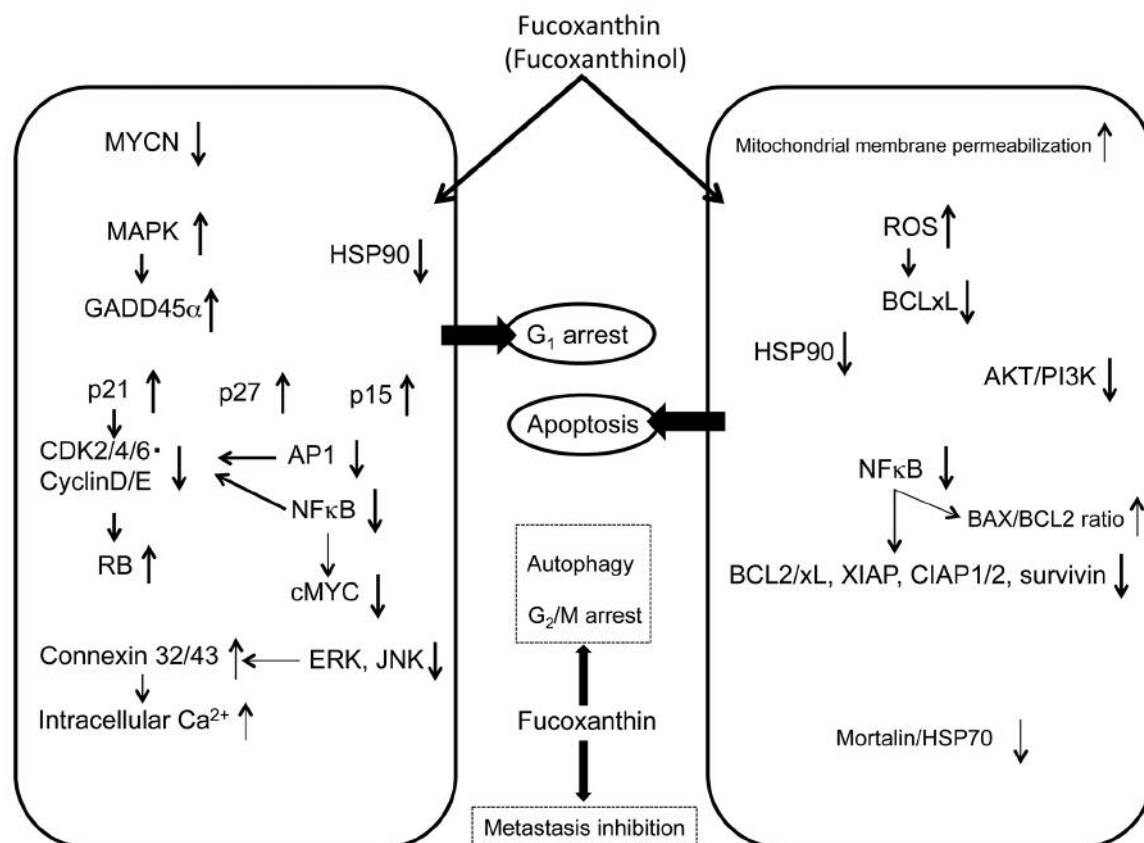 Fucoxanthin
(Fucoxanthinol)
MYCN
MAPK
HSP90
GADD45α
p21
p27
p15
CDK2/4/6·
CyclinD/E
AP1
NFκB
RB
cMYC
Connexin 32/43
ERK, JNK
Intracellular Ca²⁺
G₁ arrest
Apoptosis
Autophagy
G₂/M arrest
Fucoxanthin
Metastasis inhibition
Mitochondrial membrane permeabilization
ROS
BCLxL
HSP90
AKT/PI3K
NFκB
BAX/BCL2 ratio
BCL2/xL, XIAP, CIAP1/2, survivin
Mortalin/HSP70